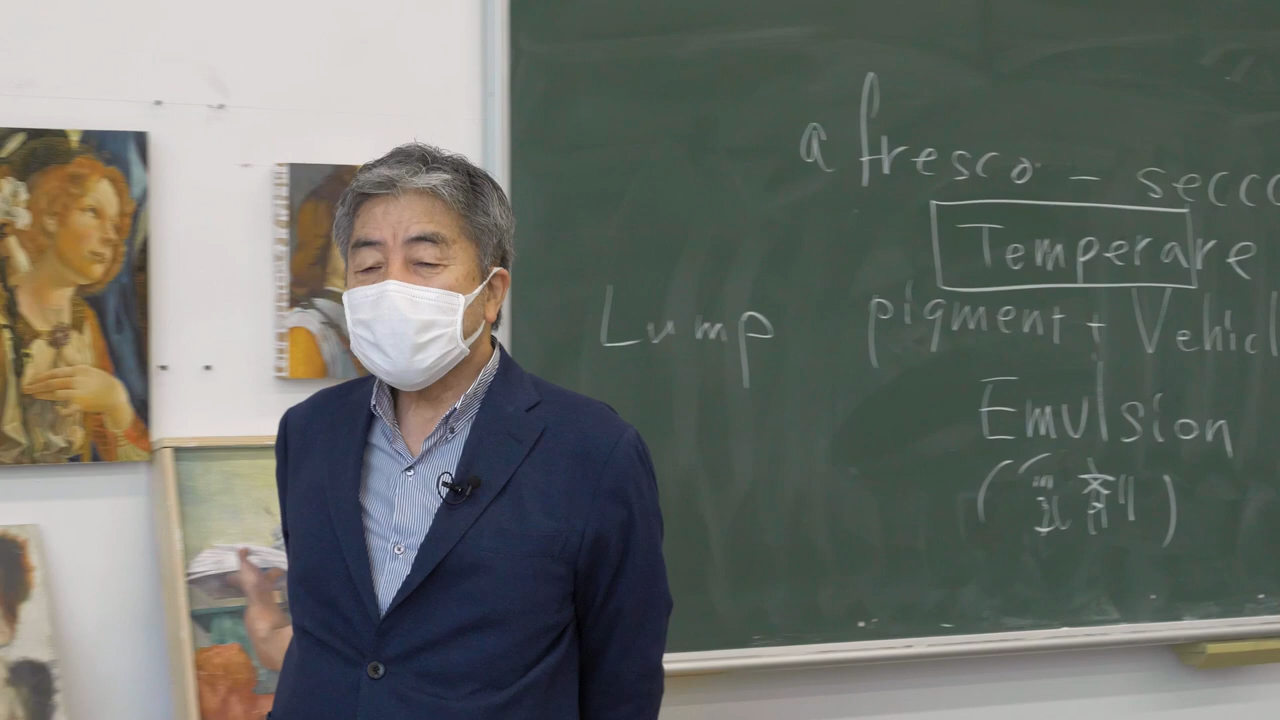 a fresco - secco
Temperare
Lump pigment + Vehicl
Emulsion
(乳剤)